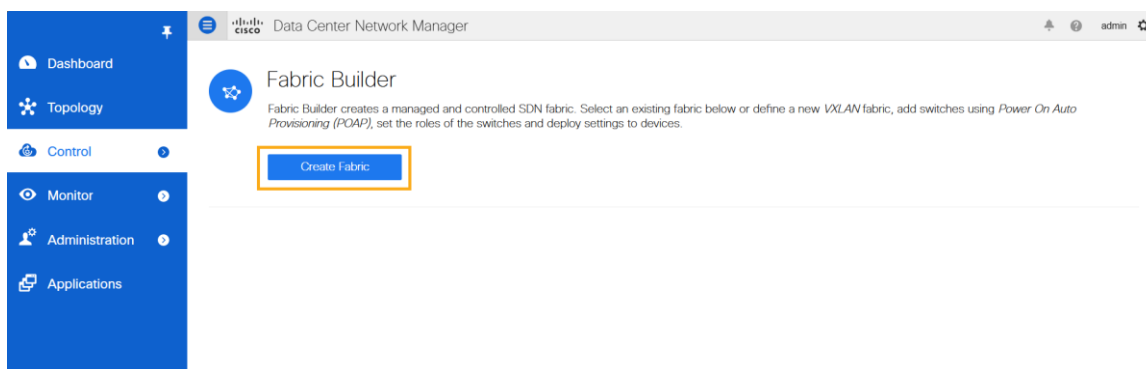 cisco Data Center Network Manager
admin
Dashboard
Topology
Control
Monitor
Administration
Applications
Fabric Builder
Fabric Builder creates a managed and controlled SDN fabric. Select an existing fabric below or define a new VXLAN fabric, add switches using Power On Auto
Provisioning (POAP), set the roles of the switches and deploy settings to devices.
Create Fabric